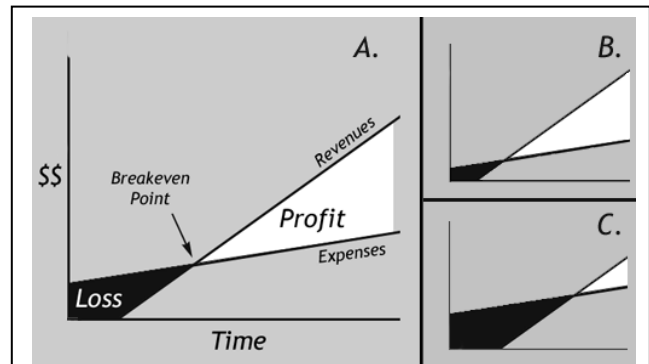 A.
B.
Revenues
$$
Breakeven
Point
Profit
Expenses
Loss
Time
C.